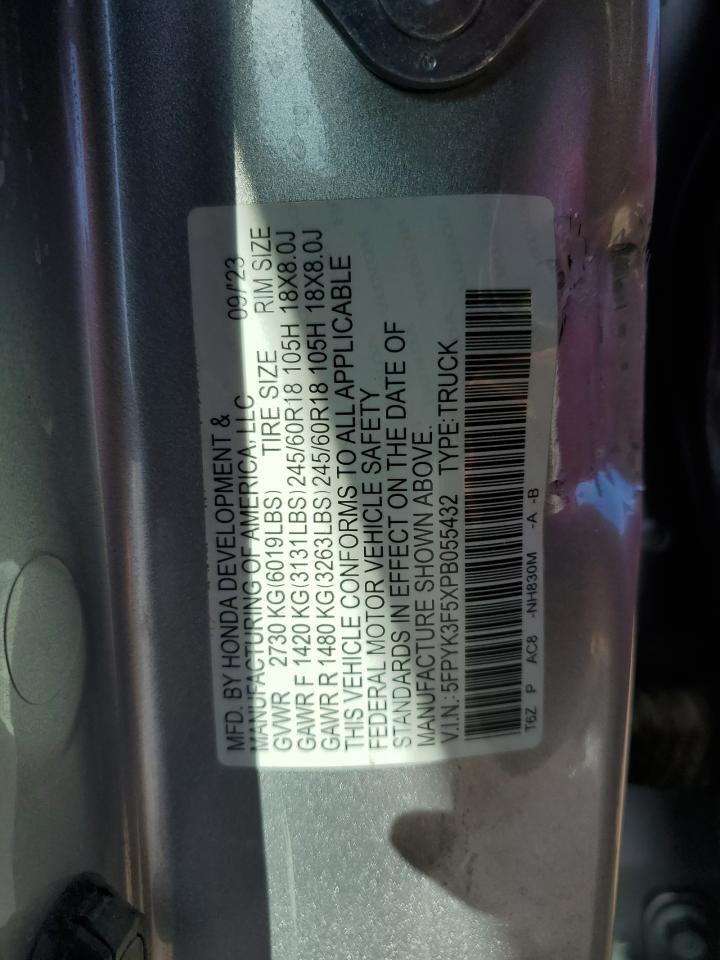 MFD. BY HONDA DEVELOPMENT &
MANUFACTURING OF AMERICA, LLC 09/'23
GVWR 2730 KG(6019LBS) TIRE SIZE RIM SIZE
GAWR F 1420 KG(3131LBS) 245/60R18 105H 18X8.0J
GAWR R 1480 KG(3263LBS) 245/60R18 105H 18X8.0J
THIS VEHICLE CONFORMS TO ALL APPLICABLE
FEDERAL MOTOR VEHICLE SAFETY
STANDARDS IN EFFECT ON THE DATE OF
MANUFACTURE SHOWN ABOVE.
V.I.N.: 5FPYK3F5XPB055432 TYPE: TRUCK
T6Z P AC8 -NH830M -A -B